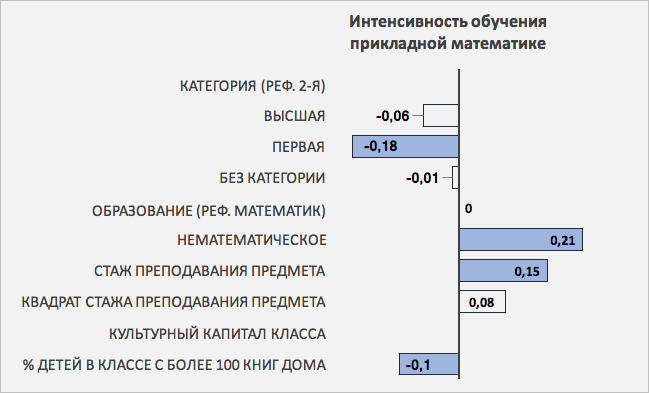 Интенсивность обучения
прикладной математике
КАТЕГОРИЯ (РЕФ. 2-Я)
ВЫСШАЯ -0,06
ПЕРВАЯ -0,18
БЕЗ КАТЕГОРИИ -0,01
ОБРАЗОВАНИЕ (РЕФ. МАТЕМАТИК) 0
НЕМАТЕМАТИЧЕСКОЕ 0,21
СТАЖ ПРЕПОДАВАНИЯ ПРЕДМЕТА 0,15
КВАДРАТ СТАЖА ПРЕПОДАВАНИЯ ПРЕДМЕТА 0,08
КУЛЬТУРНЫЙ КАПИТАЛ КЛАССА
% ДЕТЕЙ В КЛАССЕ С БОЛЕЕ 100 КНИГ ДОМА -0,1